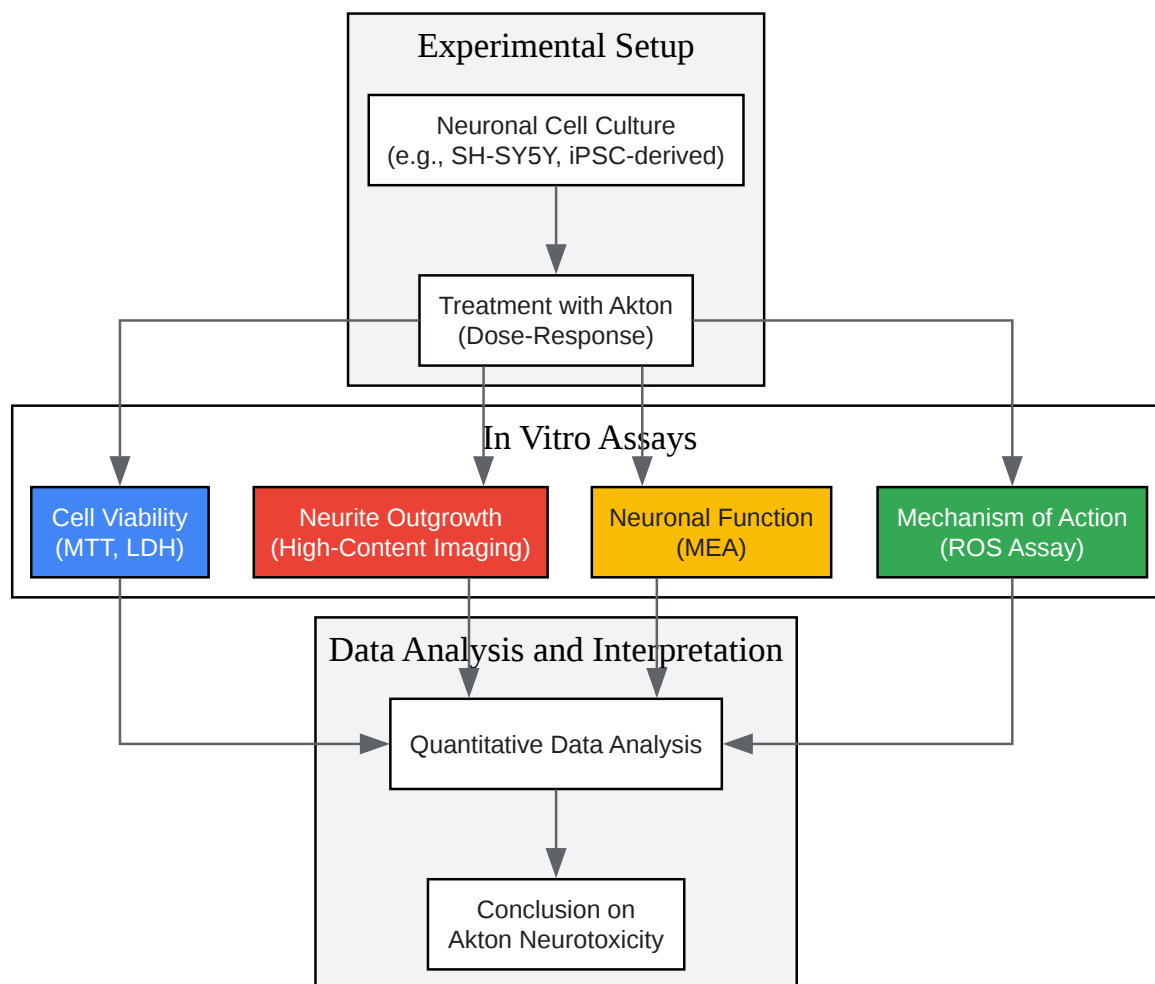 Experimental Setup
Neuronal Cell Culture
(e.g., SH-SY5Y, iPSC-derived)
Treatment with Akton
(Dose-Response)
In Vitro Assays
Cell Viability
(MTT, LDH)
Neurite Outgrowth
(High-Content Imaging)
Neuronal Function
(MEA)
Mechanism of Action
(ROS Assay)
Data Analysis and Interpretation
Quantitative Data Analysis
Conclusion on
Akton Neurotoxicity